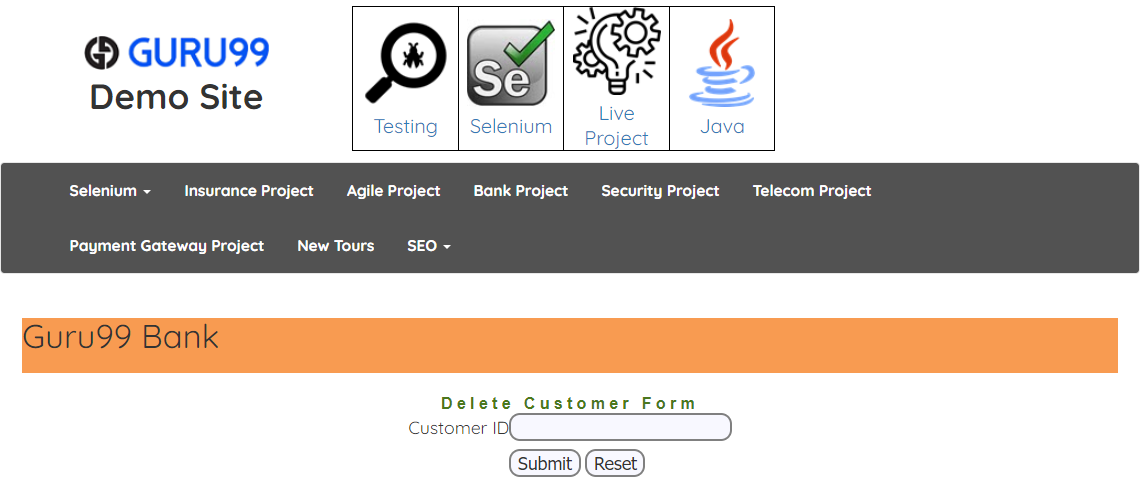 GURU99
Demo Site
Se
Testing
Selenium
Live
Project
Java
Selenium Insurance Project Agile Project Bank Project Security Project Telecom Project
Payment Gateway Project New Tours SEO
Guru99 Bank
Delete Customer Form
Customer ID
Submit Reset